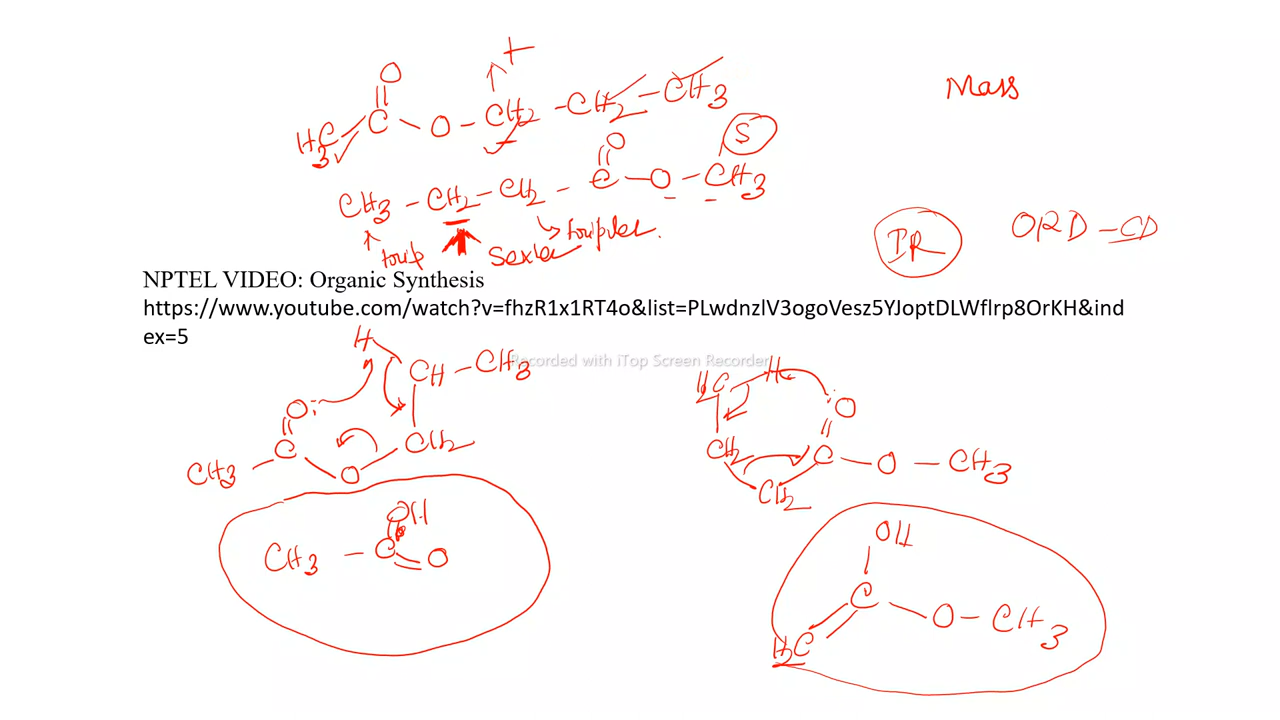 O
H3C - C - O - CH2 - CH2 - CH3
+
Mass
O
CH3 - CH2 - CH2 - C - O - CH3
S
IR
ORD - CD
triplet.
NPTEL VIDEO: Organic Synthesis
https://www.youtube.com/watch?v=fhzR1x1RT4o&list=PLwdnzlV3ogoVesz5YJoptDLWflrp8OrKH&ind
ex=5
Recorded with iTop Screen Recorder
H
CH - CH3
O
C
CH2
CH3
O
H2C H
O
CH2
C - O - CH3
CH2
OH
CH3 - C = O
OH
C
O - CH3
H2C